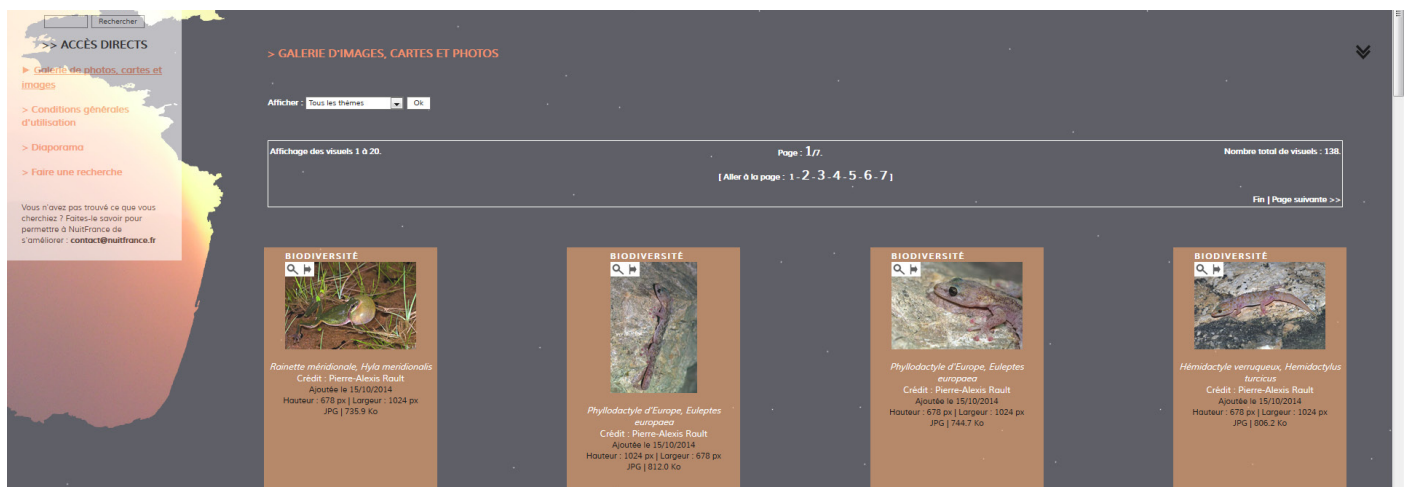 Rechercher
>> ACCÈS DIRECTS
► Galerie de photos, cartes et
images
> Conditions générales
d'utilisation
> Diaporama
> Faire une recherche
Vous n'avez pas trouvé ce que vous
cherchiez ? Faites-le savoir pour
permettre à NuitFrance de
s'améliorer : contact@nuitfrance.fr
> GALERIE D'IMAGES, CARTES ET PHOTOS
Afficher : Tous les thèmes Ok
Affichage des visuels 1 à 20. Page : 1/7. Nombre total de visuels : 138.
[ Aller à la page : 1 - 2 - 3 - 4 - 5 - 6 - 7 ]
Fin | Page suivante >>
BIODIVERSITÉ
Rainette méridionale, Hyla meridionalis
Crédit : Pierre-Alexis Rault
Ajoutée le 15/10/2014
Hauteur : 678 px | Largeur : 1024 px
JPG | 735.9 Ko
BIODIVERSITÉ
Phyllodactyle d'Europe, Euleptes
europaea
Crédit : Pierre-Alexis Rault
Ajoutée le 15/10/2014
Hauteur : 1024 px | Largeur : 678 px
JPG | 812.0 Ko
BIODIVERSITÉ
Phyllodactyle d'Europe, Euleptes
europaea
Crédit : Pierre-Alexis Rault
Ajoutée le 15/10/2014
Hauteur : 678 px | Largeur : 1024 px
JPG | 744.7 Ko
BIODIVERSITÉ
Hémidactyle verruqueux, Hemidactylus
turcicus
Crédit : Pierre-Alexis Rault
Ajoutée le 15/10/2014
Hauteur : 678 px | Largeur : 1024 px
JPG | 806.2 Ko